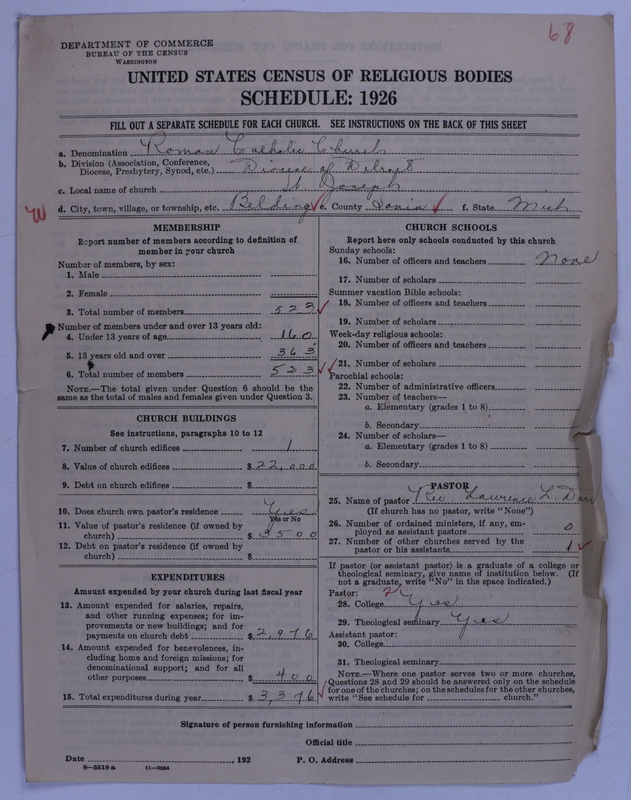 68
DEPARTMENT OF COMMERCE
BUREAU OF THE CENSUS
WASHINGTON
UNITED STATES CENSUS OF RELIGIOUS BODIES
SCHEDULE: 1926
FILL OUT A SEPARATE SCHEDULE FOR EACH CHURCH. SEE INSTRUCTIONS ON THE BACK OF THIS SHEET
a. Denomination Roman Catholic Church
b. Division (Association, Conference, Diocese, Presbytery, Synod, etc.) Diocese of Detroit
c. Local name of church St Joseph
d. City, town, village, or township, etc. Belding e. County Ionia f. State Mich
MEMBERSHIP
Report number of members according to definition of
member in your church
Number of members, by sex:
1. Male
2. Female
3. Total number of members 523
Number of members under and over 13 years old:
4. Under 13 years of age 160
5. 13 years old and over 363
6. Total number of members 523
NOTE.—The total given under Question 6 should be the
same as the total of males and females given under Question 3.
CHURCH BUILDINGS
See instructions, paragraphs 10 to 12
7. Number of church edifices 1
8. Value of church edifices $22,000
9. Debt on church edifices $
10. Does church own pastor's residence Yes
Yes or No
11. Value of pastor's residence (if owned by
church) $3500
12. Debt on pastor's residence (if owned by
church) $
EXPENDITURES
Amount expended by your church during last fiscal year
13. Amount expended for salaries, repairs,
and other running expenses; for im-
provements or new buildings; and for
payments on church debt $2,976
14. Amount expended for benevolences, in-
cluding home and foreign missions; for
denominational support; and for all
other purposes $400
15. Total expenditures during year $3,376
CHURCH SCHOOLS
Report here only schools conducted by this church
Sunday schools:
16. Number of officers and teachers None
17. Number of scholars
Summer vacation Bible schools:
18. Number of officers and teachers
19. Number of scholars
Week-day religious schools:
20. Number of officers and teachers
21. Number of scholars
Parochial schools:
22. Number of administrative officers
23. Number of teachers—
a. Elementary (grades 1 to 8)
b. Secondary
24. Number of scholars—
a. Elementary (grades 1 to 8)
b. Secondary
PASTOR
25. Name of pastor Rev Lawrence L.
(If church has no pastor, write "None")
26. Number of ordained ministers, if any, em-
ployed as assistant pastors 0
27. Number of other churches served by the
pastor or his assistants 1
If pastor (or assistant pastor) is a graduate of a college or
theological seminary, give name of institution below. (If
not a graduate, write "No" in the space indicated.)
Pastor: 2
28. College Yes
29. Theological seminary Yes
Assistant pastor:
30. College
31. Theological seminary
NOTE.—Where one pastor serves two or more churches,
Questions 28 and 29 should be answered only on the schedule
for one of the churches; on the schedules for the other churches,
write "See schedule for church."
Signature of person furnishing information
Official title
Date , 192 P. O. Address
8—5518a 11—9064